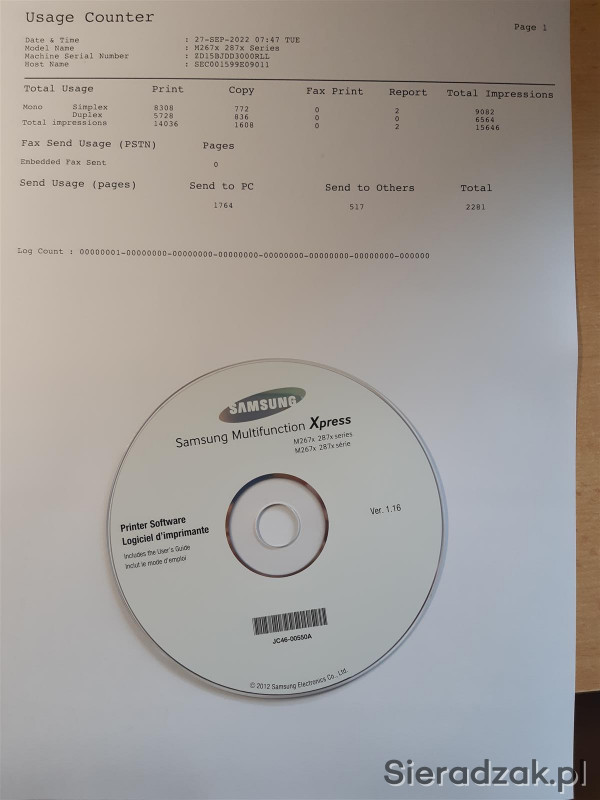 Usage Counter
Page 1
Date & Time : 27-SEP-2022 07:47 TUE
Model Name : M267x 287x Series
Machine Serial Number : ZD15BJDD3000RLL
Host Name : SEC001599E09011
Total Usage Print Copy Fax Print Report Total Impressions
Mono Simplex 8308 772 0 2 9082
Duplex 5728 836 0 0 6564
Total impressions 14036 1608 0 2 15646
Fax Send Usage (PSTN) Pages
Embedded Fax Sent 0
Send Usage (pages) Send to PC Send to Others Total
1764 517 2281
Log Count : 00000001-00000000-00000000-00000000-00000000-00000000-00000000-000000
SAMSUNG
Samsung Multifunction Xpress
M267x 287x series
M267x 287x série
Printer Software
Logiciel d'imprimante
Includes the User's Guide
Inclut le mode d'emploi
Ver. 1.16
JC46-00550A
© 2012 Samsung Electronics Co., Ltd.
Sieradzak.pl